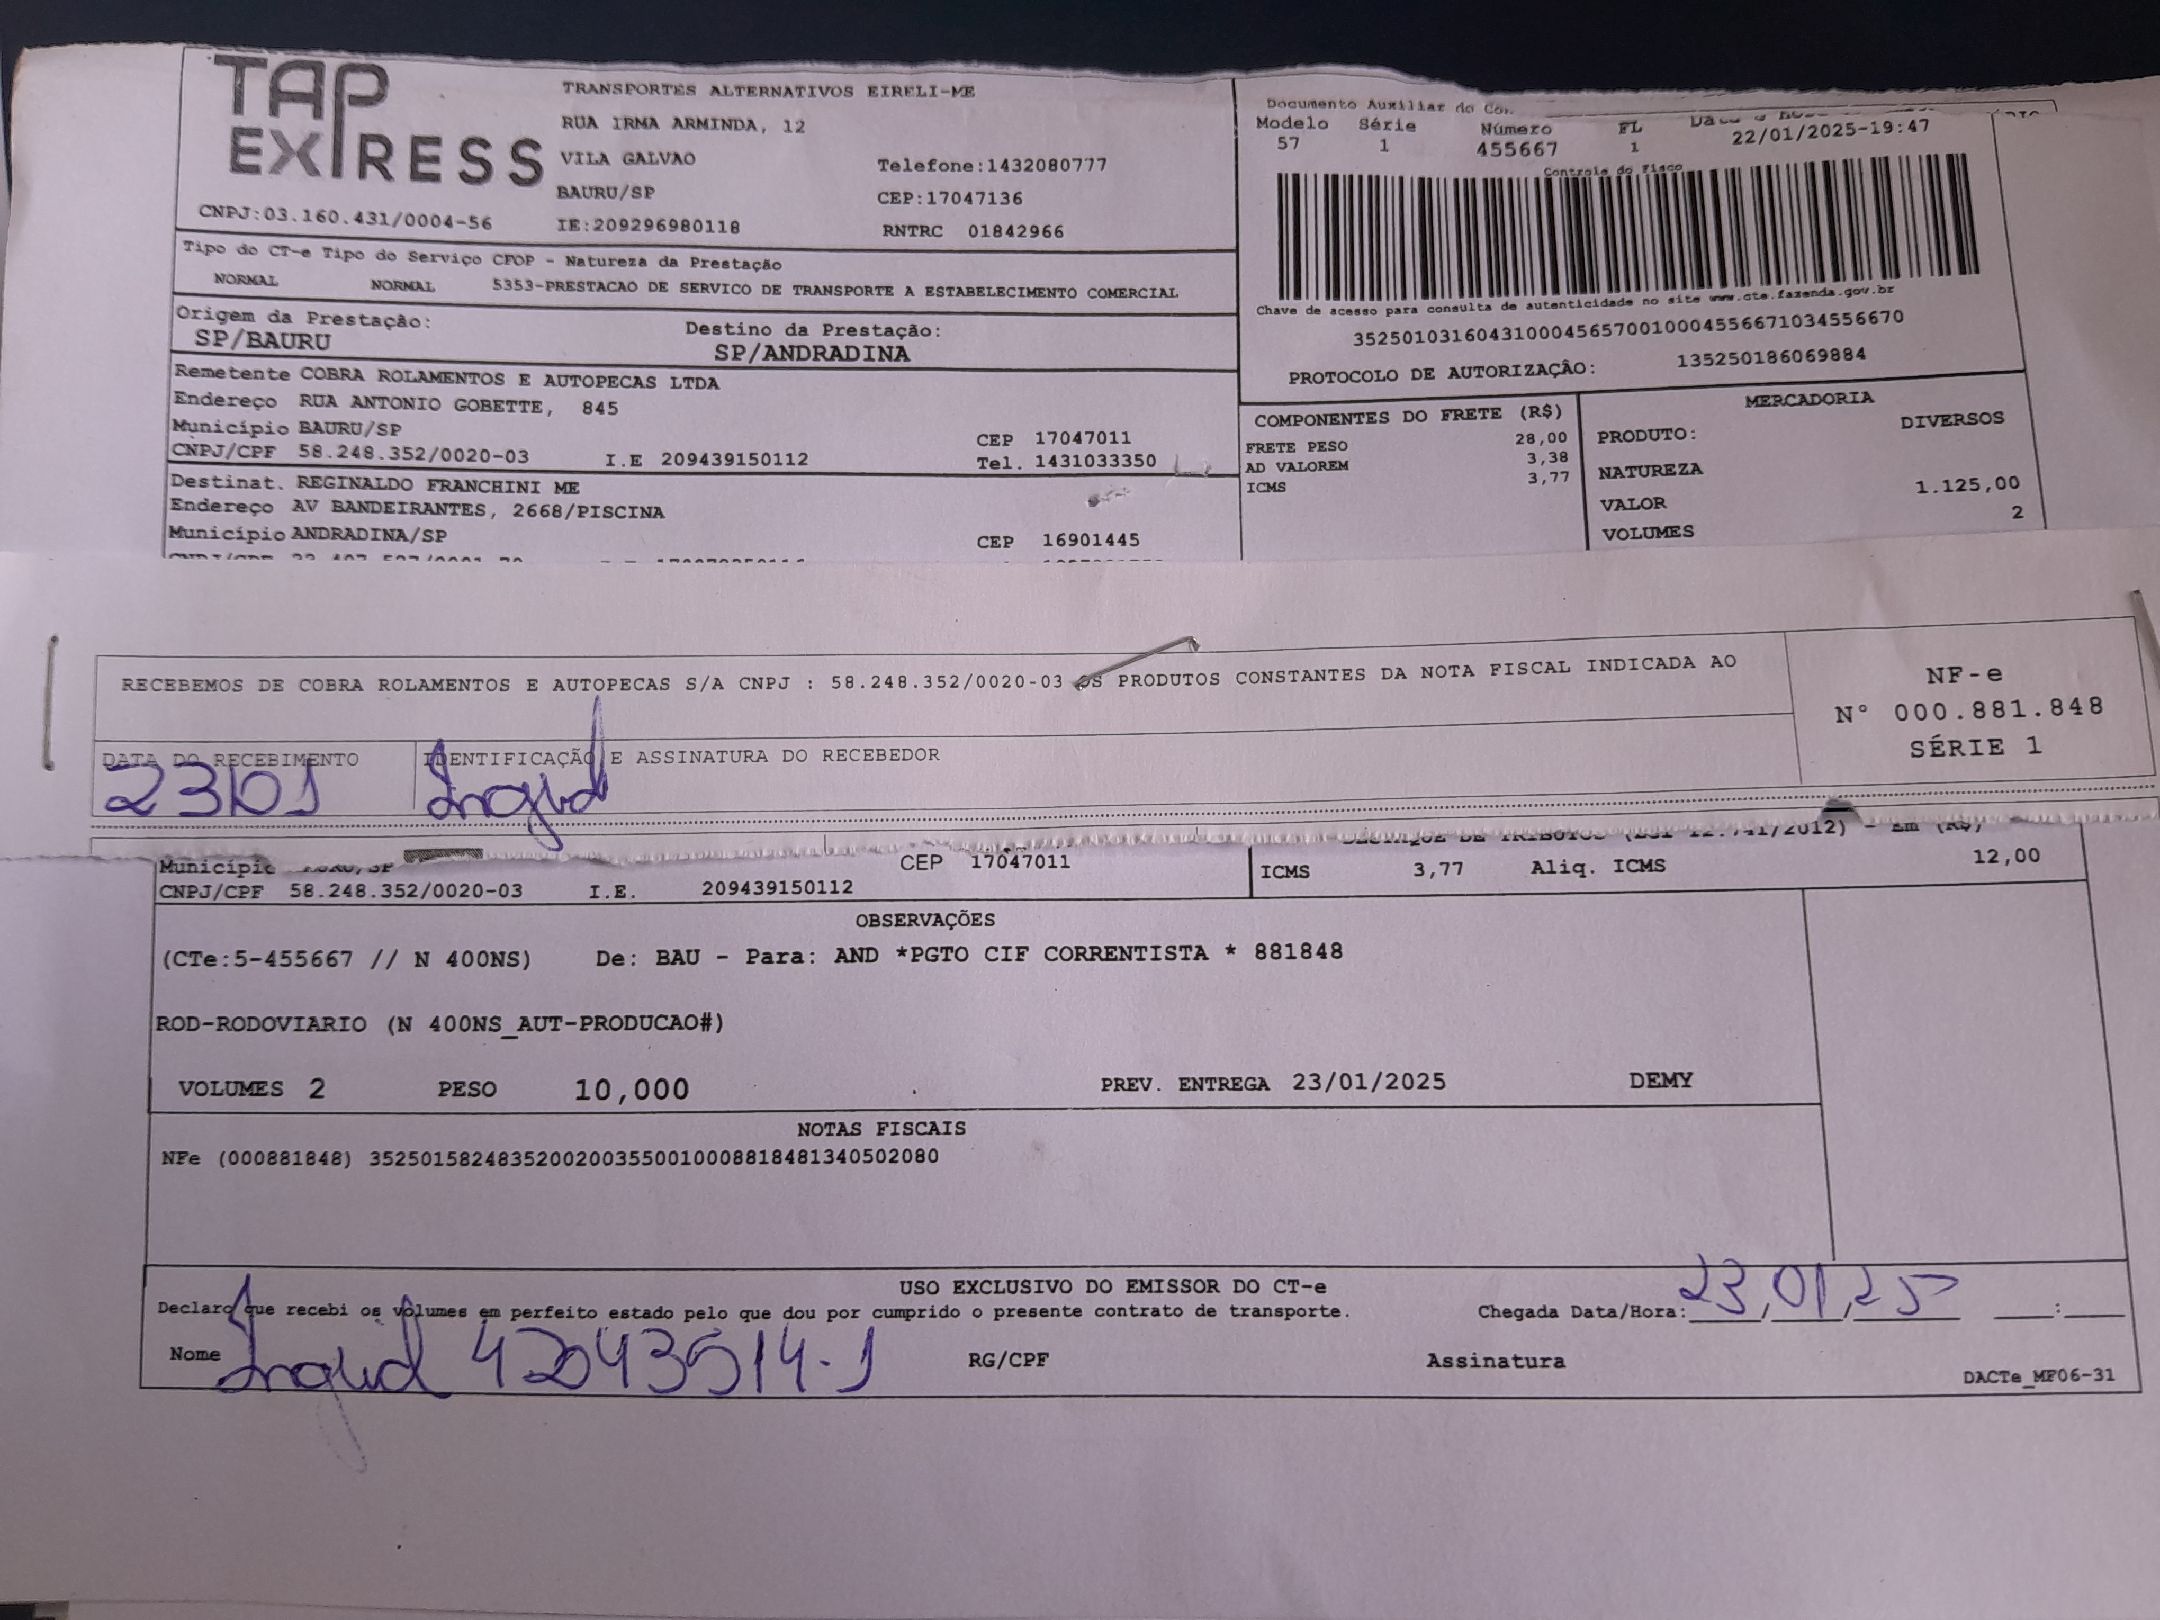 TAP
EXPRESS
TRANSPORTES ALTERNATIVOS EIRELI-ME
RUA IRMA ARMINDA, 12
VILA GALVAO
Telefone:1432080777
BAURU/SP
CEP:17047136
CNPJ:03.160.431/0004-56
IE:209296980118
RNTRC 01842966
Documento Auxiliar do
Modelo Série Número FL
57 1 455667 1 22/01/2025-19:47
Controle do Fisco
Chave de acesso para consulta de autenticidade no site www.cte.fazenda.gov.br
35250103160431000456570010004556671034556670
PROTOCOLO DE AUTORIZAÇÃO: 135250186069884
Tipo do CT-e Tipo do Serviço CFOP - Natureza da Prestação
NORMAL NORMAL 5353-PRESTACAO DE SERVICO DE TRANSPORTE A ESTABELECIMENTO COMERCIAL
Origem da Prestação: Destino da Prestação:
SP/BAURU SP/ANDRADINA
Remetente COBRA ROLAMENTOS E AUTOPECAS LTDA
Endereço RUA ANTONIO GOBETTE, 845
Município BAURU/SP CEP 17047011
CNPJ/CPF 58.248.352/0020-03 I.E 209439150112 Tel. 1431033350
Destinat. REGINALDO FRANCHINI ME
Endereço AV BANDEIRANTES, 2668/PISCINA
Município ANDRADINA/SP CEP 16901445
COMPONENTES DO FRETE (R$)
FRETE PESO 28,00
AD VALOREM 3,38
ICMS 3,77
MERCADORIA
PRODUTO: DIVERSOS
NATUREZA
VALOR 1.125,00
VOLUMES 2
RECEBEMOS DE COBRA ROLAMENTOS E AUTOPECAS S/A CNPJ : 58.248.352/0020-03 OS PRODUTOS CONSTANTES DA NOTA FISCAL INDICADA AO
NF-e
N° 000.881.848
SÉRIE 1
DATA DO RECEBIMENTO IDENTIFICAÇÃO E ASSINATURA DO RECEBEDOR
23/01 Ingrid
Município CEP 17047011
CNPJ/CPF 58.248.352/0020-03 I.E. 209439150112
ICMS 3,77 Aliq. ICMS 12,00
OBSERVAÇÕES
(CTe:5-455667 // N 400NS) De: BAU - Para: AND *PGTO CIF CORRENTISTA * 881848
ROD-RODOVIARIO (N 400NS_AUT-PRODUCAO#)
VOLUMES 2 PESO 10,000 PREV. ENTREGA 23/01/2025 DEMY
NOTAS FISCAIS
NFe (000881848) 35250158248352002003550010008818481340502080
USO EXCLUSIVO DO EMISSOR DO CT-e
Declaro que recebi os volumes em perfeito estado pelo que dou por cumprido o presente contrato de transporte. Chegada Data/Hora: 23/01/25 :
Nome Ingrid 42043514-1 RG/CPF Assinatura
DACTe_MF06-31